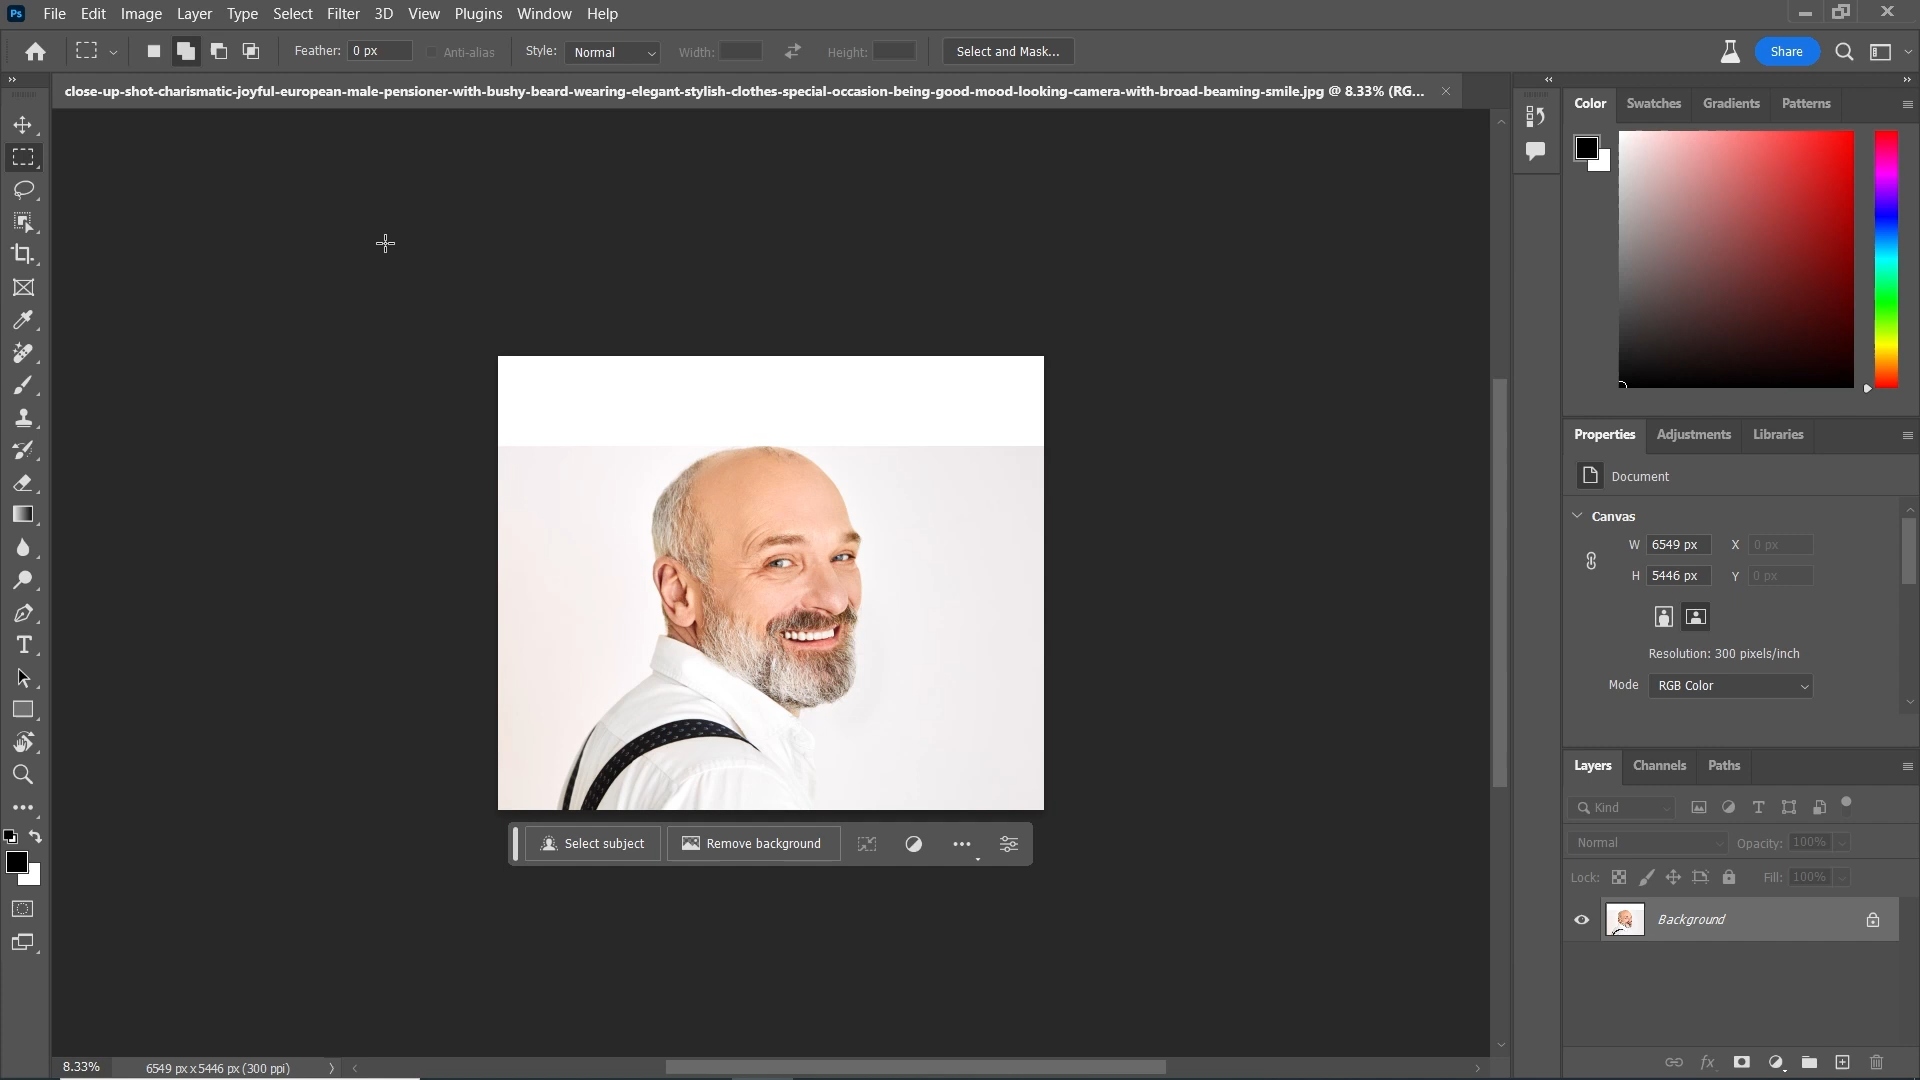 Ps File Edit Image Layer Type Select Filter 3D View Plugins Window Help
Feather: 0 px Anti-alias Style: Normal Width: Height: Select and Mask... Share
close-up-shot-charismatic-joyful-european-male-pensioner-with-bushy-beard-wearing-elegant-stylish-clothes-special-occasion-being-good-mood-looking-camera-with-broad-beaming-smile.jpg @ 8.33% (RG...
Color Swatches Gradients Patterns
Properties Adjustments Libraries
Document
Canvas
W 6549 px X 0 px
H 5446 px Y 0 px
Resolution: 300 pixels/inch
Mode RGB Color
Select subject Remove background
Layers Channels Paths
Kind
Normal Opacity: 100%
Lock: Fill: 100%
Background
8.33% 6549 px x 5446 px (300 ppi)
fx